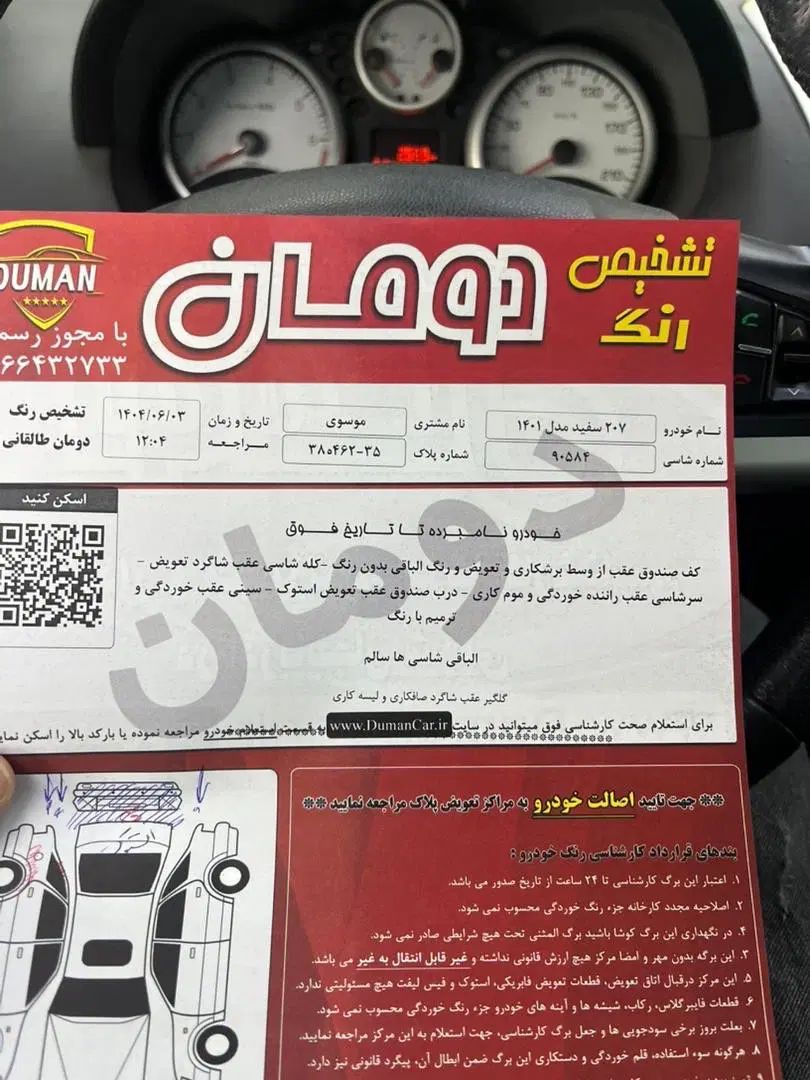 DUMAN
دومان
تشخیص
رنگ
با مجوز رسم
۶۶۴۳۲۷۳۳
نام خودرو
۲۰۷ سفید مدل ۱۴۰۱
نام مشتری
موسوی
تاریخ و زمان
مراجعه
۱۴۰۴/۰۶/۰۳
۱۲:۰۴
تشخیص رنگ
دومان طالقانی
شماره شاسی
۹۰۵۸۴
شماره پلاک
۳۸۰۴۶۲-۳۵
اسکن کنید
خودرو نامبرده تا تاریخ فوق
کف صندوق عقب از وسط برشکاری و تعویض و رنگ الباقی بدون رنگ -کله شاسی عقب شاگرد تعویض -
سرشاسی عقب راننده خوردگی و موم کاری - درب صندوق عقب تعویض استوک - سینی عقب خوردگی و
ترمیم با رنگ
الباقی شاسی ها سالم
گلگیر عقب شاگرد صافکاری و لیسه کاری
برای استعلام صحت کارشناسی فوق میتوانید در سایت www.DumanCar.ir به قسمت استعلام خودرو مراجعه نموده یا بارکد بالا را اسکن نمای
دومان
** جهت تایید اصالت خودرو به مراکز تعویض پلاک مراجعه نمایید **
بندهای قرارداد کارشناسی رنگ خودرو :
۱. اعتبار این برگ کارشناسی تا ۲۴ ساعت از تاریخ صدور می باشد.
۲. اصلاحیه مجدد کارخانه جزء رنگ خوردگی محسوب نمی شود.
۴. در نگهداری این برگ کوشا باشید برگ المثنی تحت هیچ شرایطی صادر نمی شود.
۳. این برگه بدون مهر و امضا مرکز هیچ ارزش قانونی نداشته و غیر قابل انتقال به غیر می باشد.
۵. این مرکز درقبال اتاق تعویض، قطعات تعویض فابریکی، استوک و فیس لیفت هیچ مسئولیتی ندارد.
۶. قطعات فایبرگلاس، رکاب، شیشه ها و آینه های خودرو جزء رنگ خوردگی محسوب نمی شود.
۷. بعلت بروز برخی سودجویی ها و جعل برگ کارشناسی، جهت استعلام به این مرکز مراجعه نمایید.
۸. هرگونه سوء استفاده، قلم خوردگی و دستکاری این برگ ضمن ابطال آن، پیگرد قانونی نیز دارد.